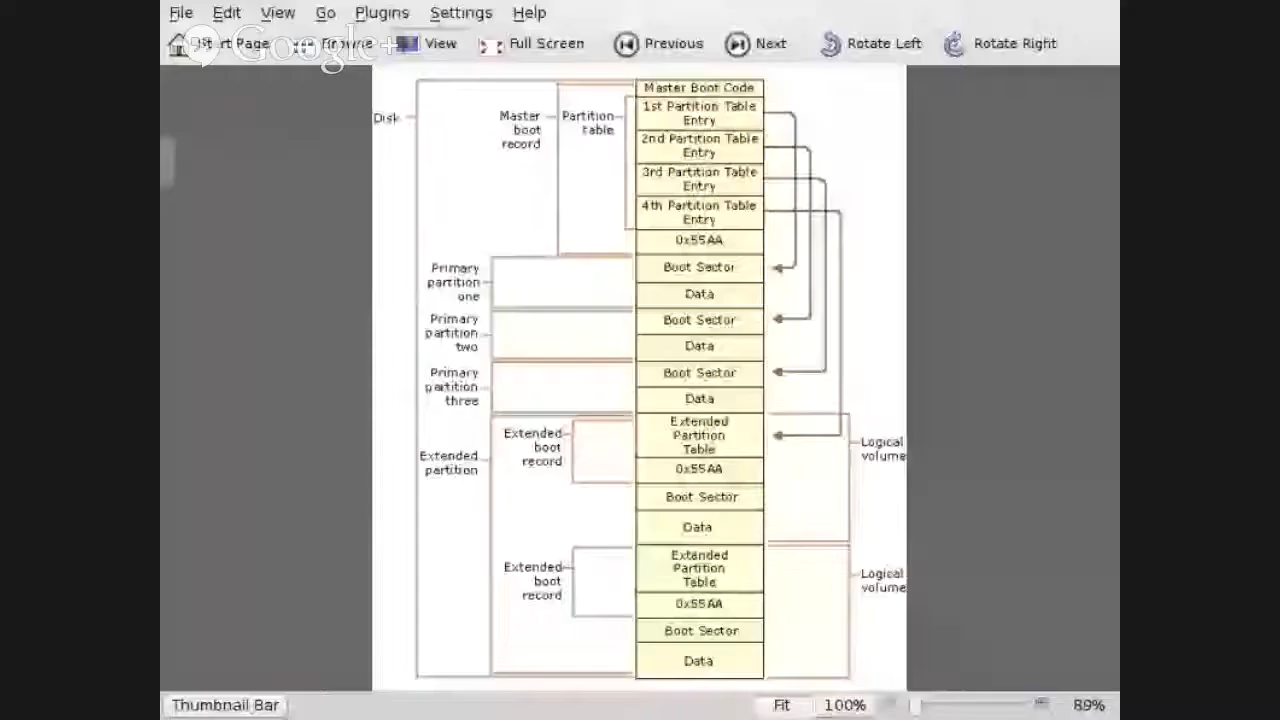 File Edit View Go Plugins Settings Help
Start Page Browse View Full Screen Previous Next Rotate Left Rotate Right
Google+
Disk
Master
boot
record
Partition
table
Master Boot Code
1st Partition Table
Entry
2nd Partition Table
Entry
3rd Partition Table
Entry
4th Partition Table
Entry
0x55AA
Primary
partition
one
Boot Sector
Data
Primary
partition
two
Boot Sector
Data
Primary
partition
three
Boot Sector
Data
Extended
partition
Extended
boot
record
Extended
Partition
Table
0x55AA
Boot Sector
Data
Logical
volume
Extended
boot
record
Extended
Partition
Table
0x55AA
Boot Sector
Data
Logical
volume
Thumbnail Bar Fit 100% 89%